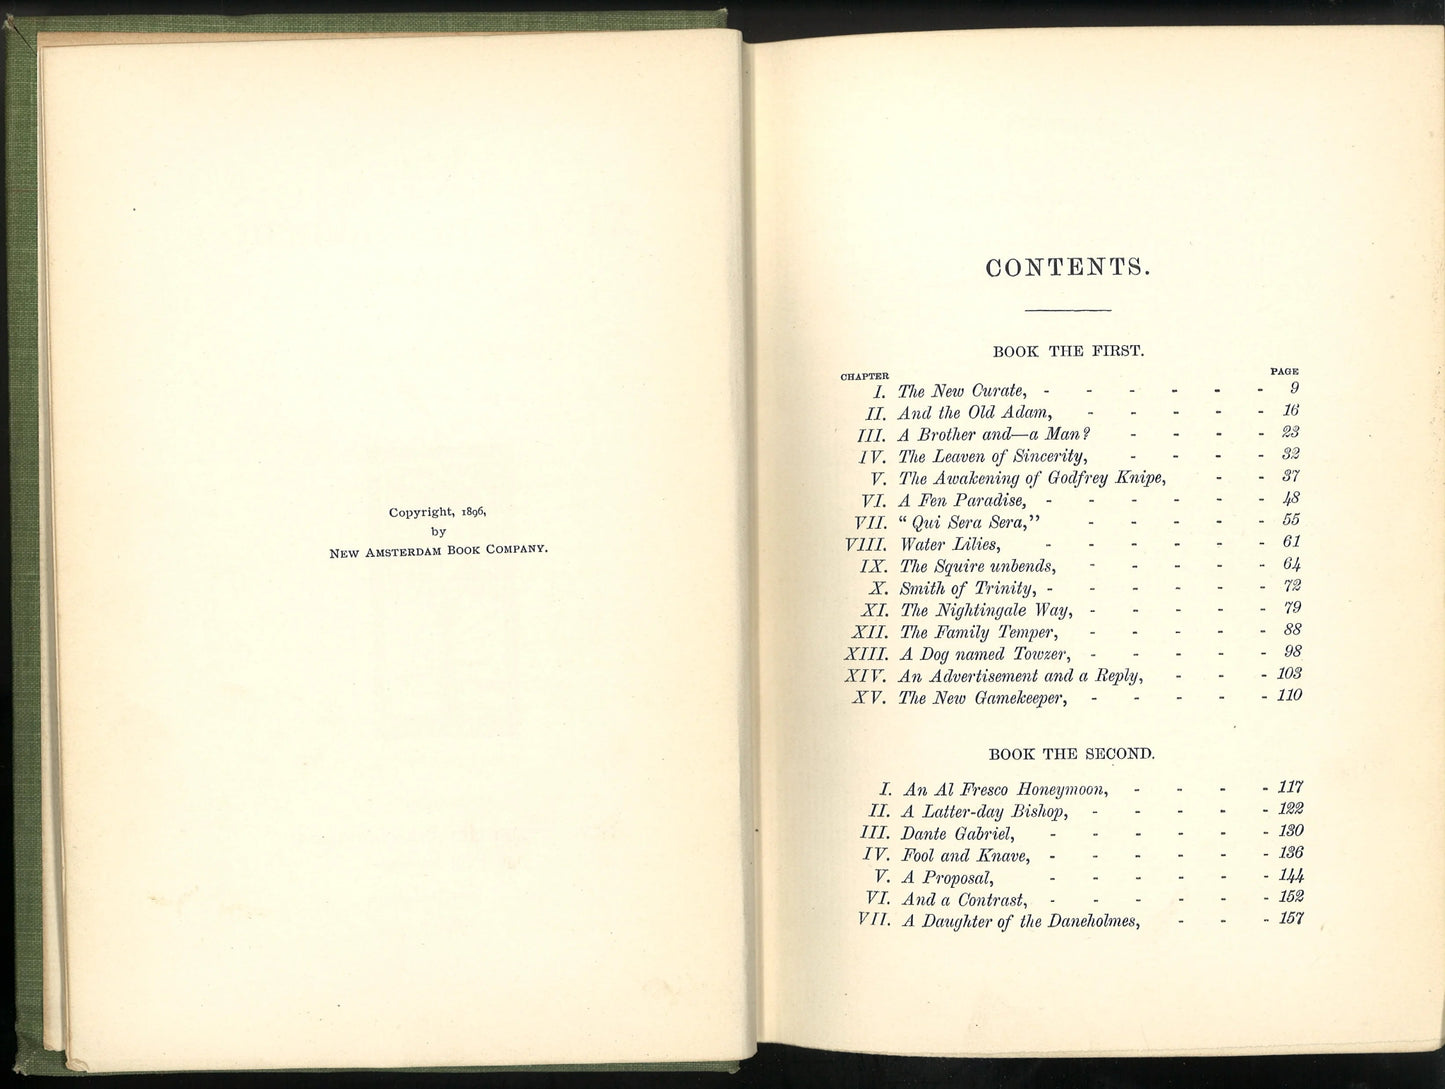 Copyright, 1896,
by
New Amsterdam Book Company.
CONTENTS.
BOOK THE FIRST.
CHAPTER PAGE
I. The New Curate, - - - - - - 9
II. And the Old Adam, - - - - - 16
III. A Brother and—a Man? - - - - 23
IV. The Leaven of Sincerity, - - - - 32
V. The Awakening of Godfrey Knipe, - - 37
VI. A Fen Paradise, - - - - - - 48
VII. “Qui Sera Sera,” - - - - - 55
VIII. Water Lilies, - - - - - - 61
IX. The Squire unbends, - - - - - 64
X. Smith of Trinity, - - - - - - 72
XI. The Nightingale Way, - - - - - 79
XII. The Family Temper, - - - - - 88
XIII. A Dog named Towzer, - - - - - 98
XIV. An Advertisement and a Reply, - - - 103
XV. The New Gamekeeper, - - - - - 110
BOOK THE SECOND.
I. An Al Fresco Honeymoon, - - - - 117
II. A Latter-day Bishop, - - - - - 122
III. Dante Gabriel, - - - - - - 130
IV. Fool and Knave, - - - - - - 136
V. A Proposal, - - - - - - 144
VI. And a Contrast, - - - - - - 152
VII. A Daughter of the Daneholmes, - - - 157